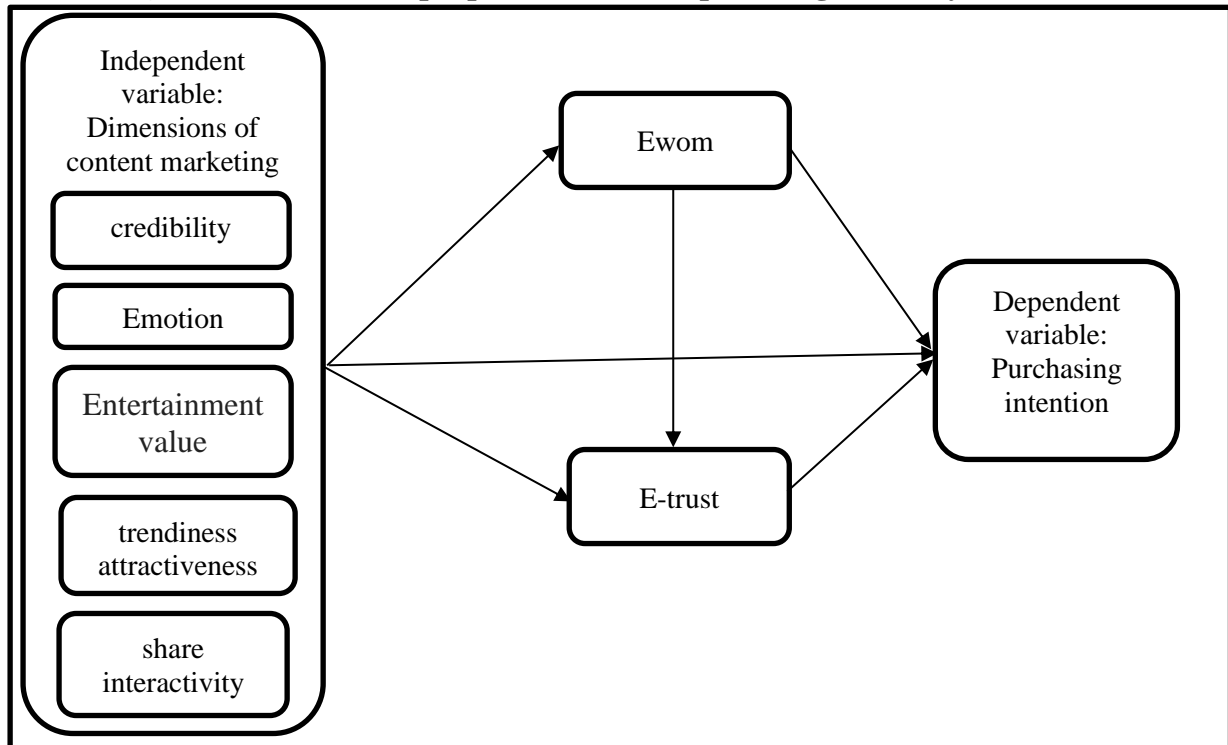 Independent
variable:
Dimensions of
content marketing
credibility
Emotion
Entertainment
value
trendiness
attractiveness
share
interactivity
Ewom
E-trust
Dependent
variable:
Purchasing
intention